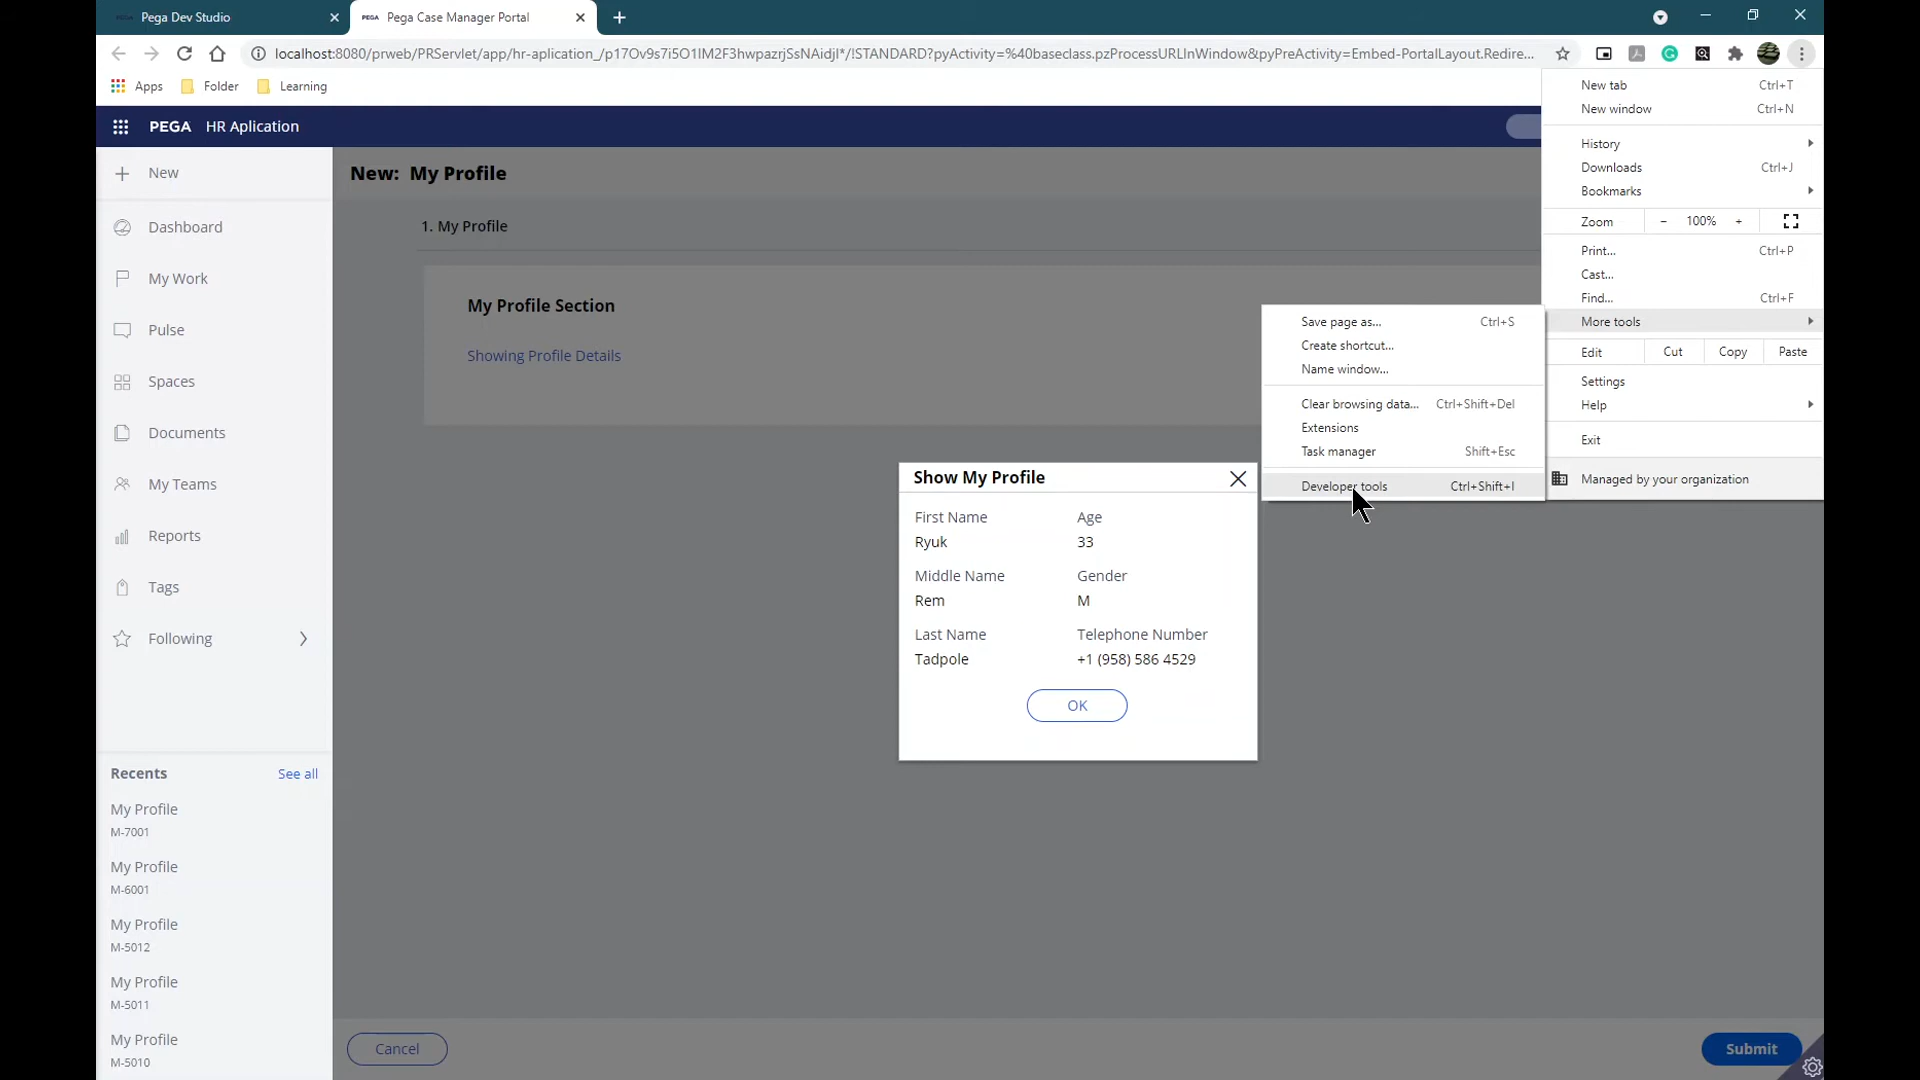 Pega Dev Studio
PEGA Pega Case Manager Portal
localhost:8080/prweb/PRServlet/app/hr-aplication_/p17Ov9s7i5O1lM2F3hwpazrjSsNAidjI*/!STANDARD?pyActivity=%40baseclass.pzProcessURLInWindow&pyPreActivity=Embed-PortalLayout.Redire...
Apps Folder Learning
PEGA HR Aplication
New
Dashboard
My Work
Pulse
Spaces
Documents
My Teams
Reports
Tags
Following
Recents See all
My Profile
M-7001
My Profile
M-6001
My Profile
M-5012
My Profile
M-5011
My Profile
M-5010
New: My Profile
1. My Profile
My Profile Section
Showing Profile Details
Show My Profile
First Name Age
Ryuk 33
Middle Name Gender
Rem M
Last Name Telephone Number
Tadpole +1 (958) 586 4529
OK
Cancel Submit
New tab Ctrl+T
New window Ctrl+N
History
Downloads Ctrl+J
Bookmarks
Zoom - 100% +
Print... Ctrl+P
Cast...
Find... Ctrl+F
More tools
Edit Cut Copy Paste
Settings
Help
Exit
Managed by your organization
Save page as... Ctrl+S
Create shortcut...
Name window...
Clear browsing data... Ctrl+Shift+Del
Extensions
Task manager Shift+Esc
Developer tools Ctrl+Shift+I